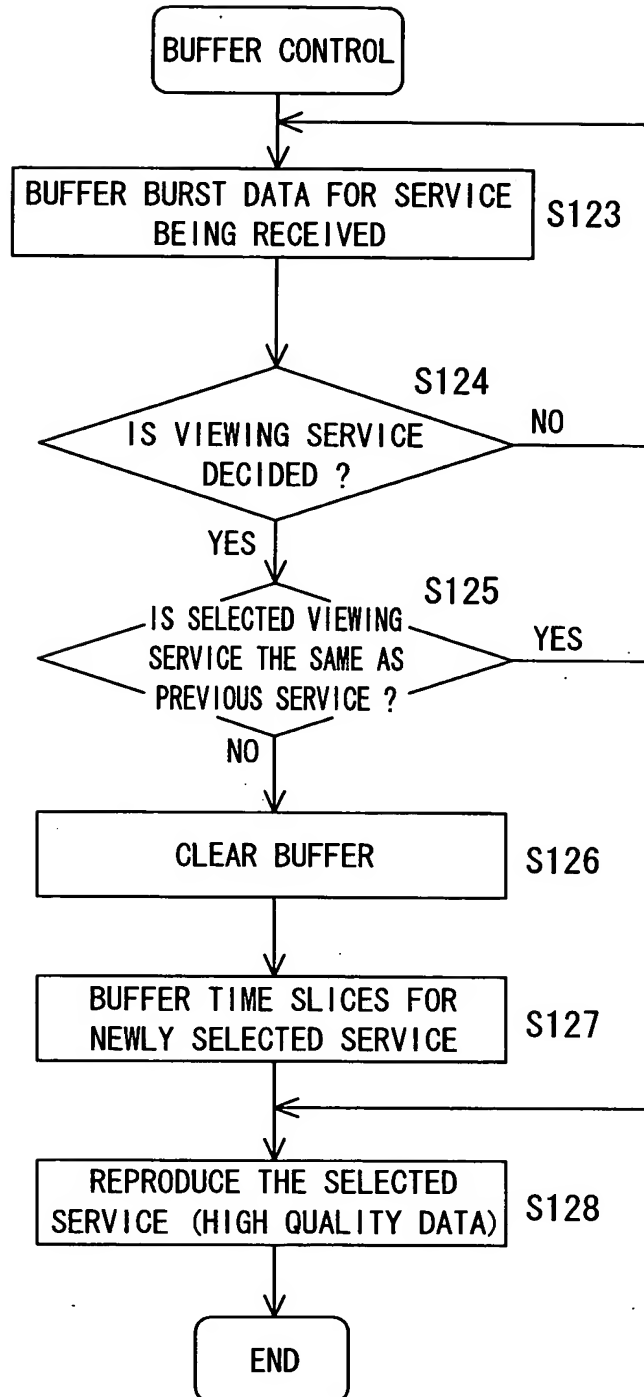 BUFFER CONTROL
BUFFER BURST DATA FOR SERVICE
BEING RECEIVED
S123
S124
IS VIEWING SERVICE
DECIDED ?
NO
YES
S125
IS SELECTED VIEWING
SERVICE THE SAME AS
PREVIOUS SERVICE ?
YES
NO
CLEAR BUFFER
S126
BUFFER TIME SLICES FOR
NEWLY SELECTED SERVICE
S127
REPRODUCE THE SELECTED
SERVICE (HIGH QUALITY DATA)
S128
END